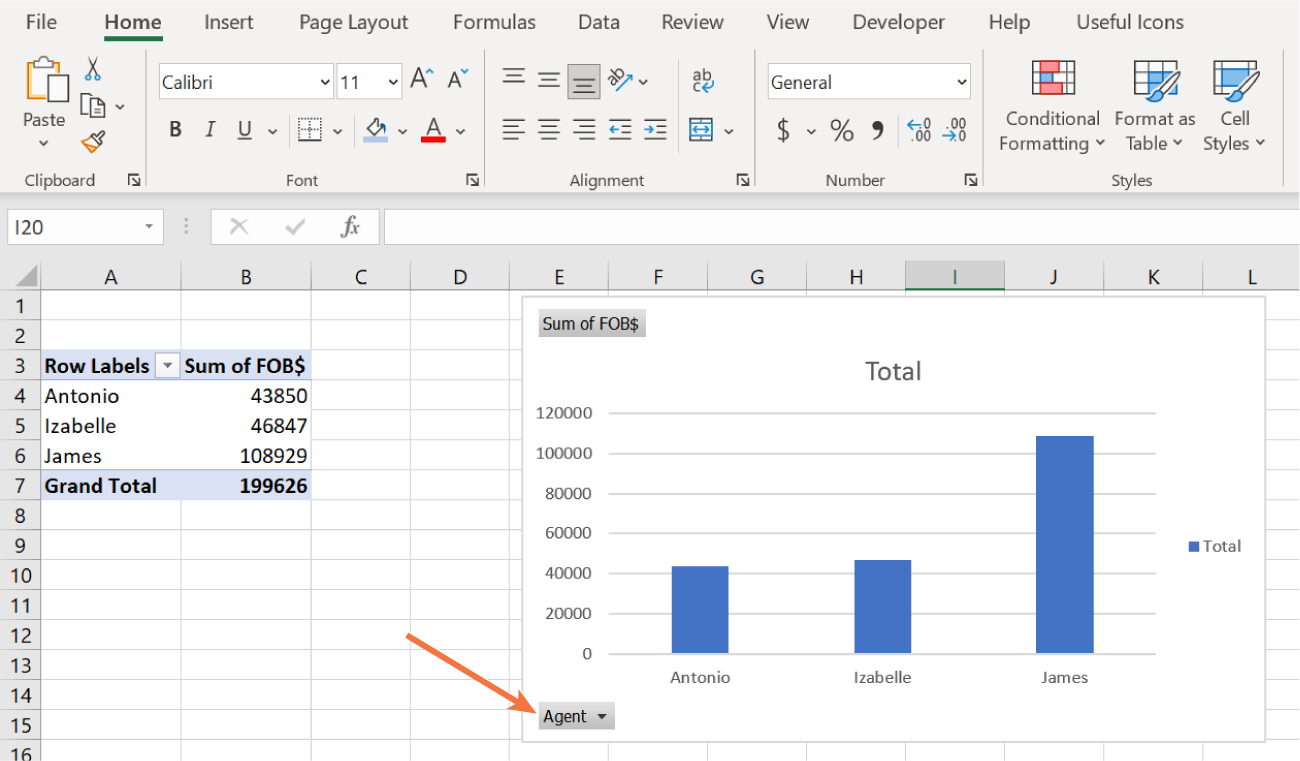 File Home Insert Page Layout Formulas Data Review View Developer Help Useful Icons
Paste
Calibri 11 A A
B I U A
ab
c
General
$ % , .00 .00
Conditional
Formatting
Format as
Table
Cell
Styles
Clipboard Font Alignment Number Styles
I20 fx
A B C D E F G H I J K L
1
2
3 Row Labels Sum of FOB$
4 Antonio 43850
5 Izabelle 46847
6 James 108929
7 Grand Total 199626
8
9
10
11
12
13
14
15
16
Sum of FOB$
Total
120000
100000
80000
60000
40000
20000
0
Antonio Izabelle James
Total
Agent